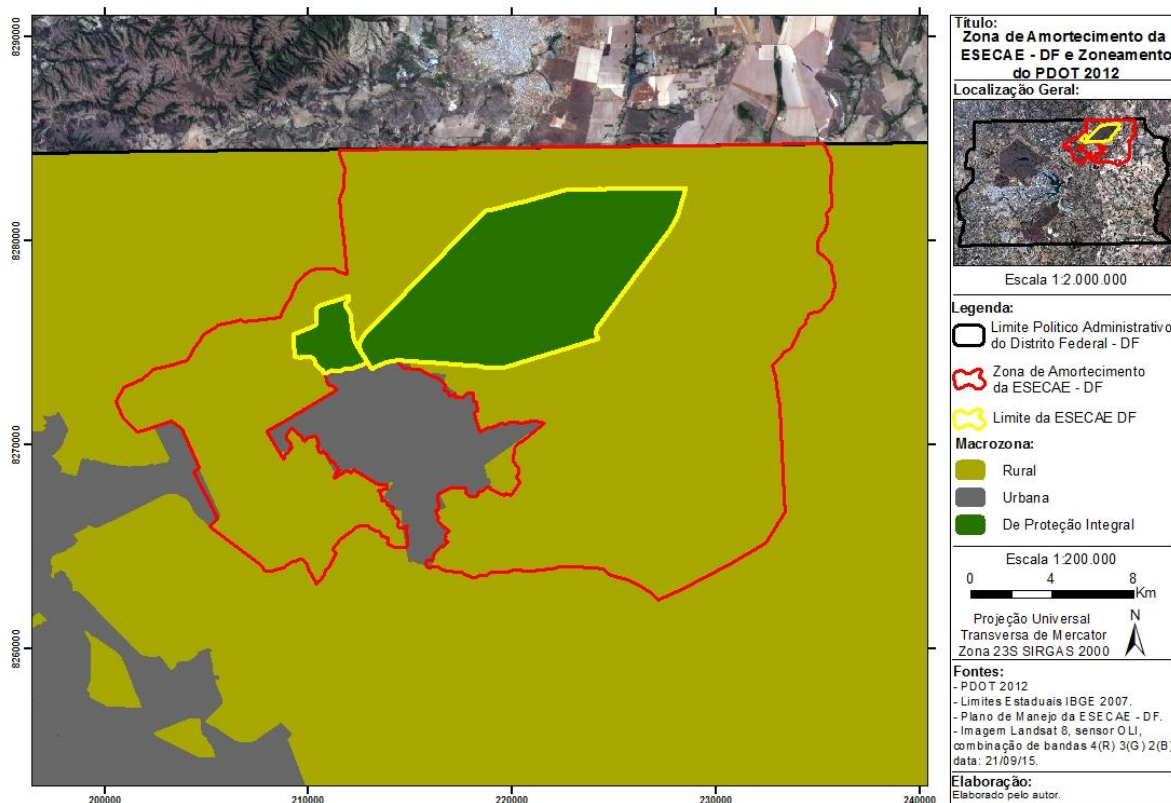 8290000
8280000
8270000
8260000
200000
210000
220000
230000
240000
Título:
Zona de Amortecimento da
ESECAE - DF e Zoneamento
do PDOT 2012
Localização Geral:
Escala 1:2.000.000
Legenda:
Limite Politico Administrativo
do Distrito Federal - DF
Zona de Amortecimento
da ESECAE - DF
Limite da ESECAE DF
Macrozona:
Rural
Urbana
De Proteção Integral
Escala 1:200.000
0 4 8
Km
Projeção Universal
Transversa de Mercator
Zona 23S SIRGAS 2000
N
Fontes:
- PDOT 2012
- Limites Estaduais IBGE 2007.
- Plano de Manejo da ESECAE - DF.
- Imagem Landsat 8, sensor OLI,
combinação de bandas 4(R) 3(G) 2(B)
data: 21/09/15.
Elaboração:
Elaborado pelo autor.